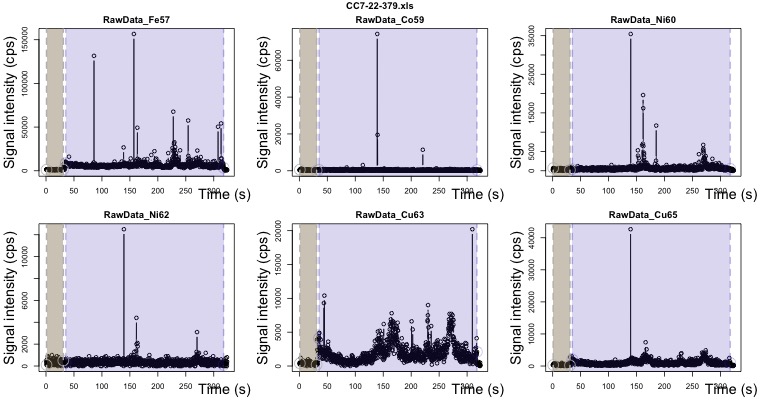 CC7-22-379.xls
RawData_Fe57
RawData_Co59
RawData_Ni60
Signal intensity (cps)
0 50000 100000 150000
0 50 100 150 200 250 300
Time (s)
Signal intensity (cps)
0 20000 40000 60000
0 50 100 150 200 250 300
Time (s)
Signal intensity (cps)
0 5000 15000 25000 35000
0 50 100 150 200 250 300
Time (s)
RawData_Ni62
RawData_Cu63
RawData_Cu65
Signal intensity (cps)
0 2000 6000 10000
0 50 100 150 200 250 300
Time (s)
Signal intensity (cps)
0 5000 10000 15000 20000
0 50 100 150 200 250 300
Time (s)
Signal intensity (cps)
0 10000 20000 30000 40000
0 50 100 150 200 250 300
Time (s)